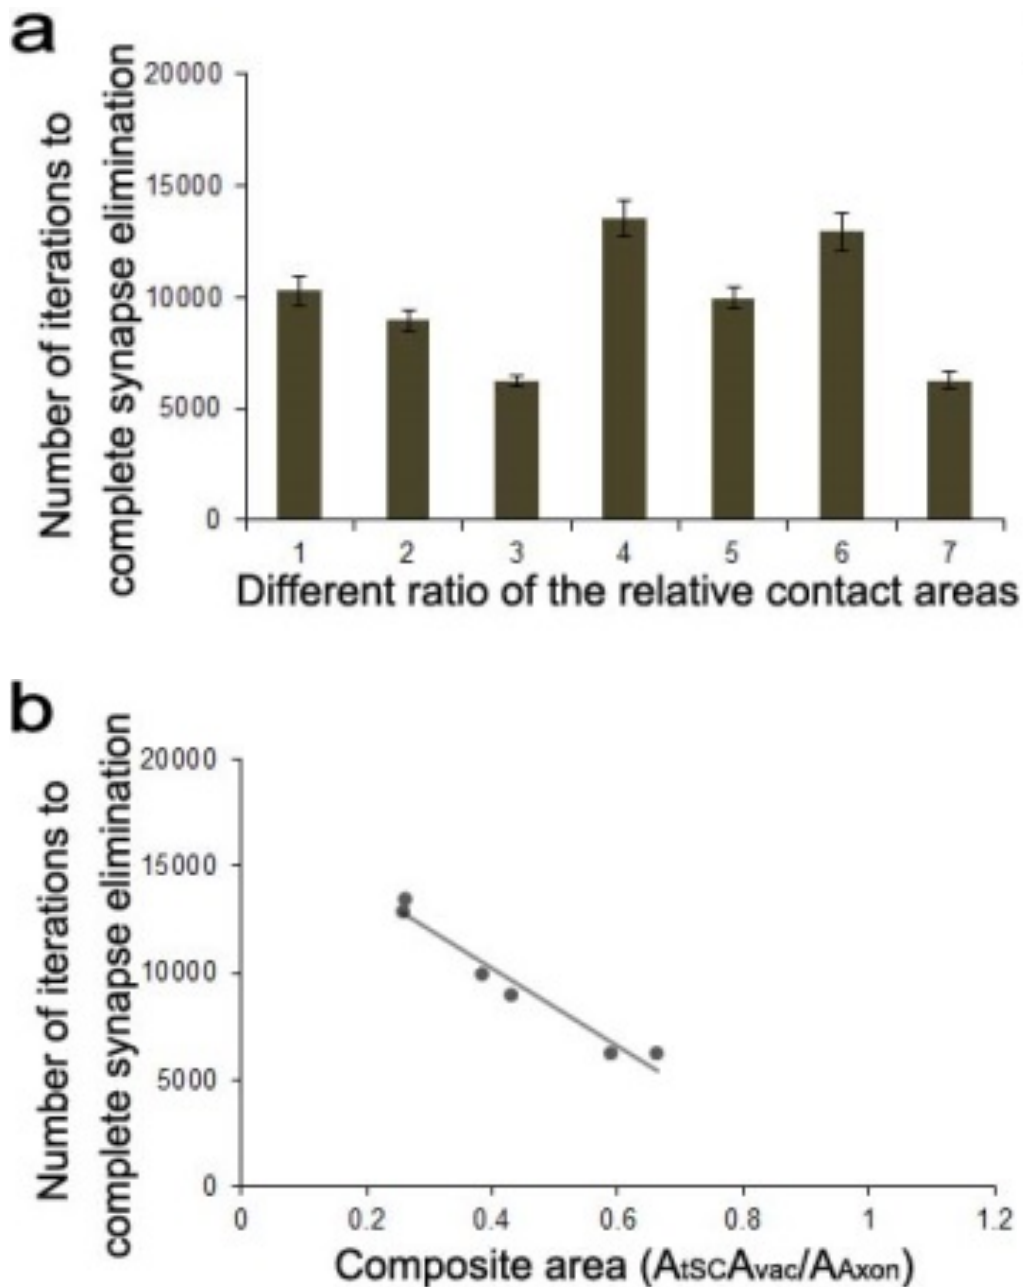 a
Number of iterations to
complete synapse elimination
20000
15000
10000
5000
0
1 2 3 4 5 6 7
Different ratio of the relative contact areas
b
Number of iterations to
complete synapse elimination
20000
15000
10000
5000
0
0 0.2 0.4 0.6 0.8 1 1.2
Composite area (AtSCAvac/AAxon)